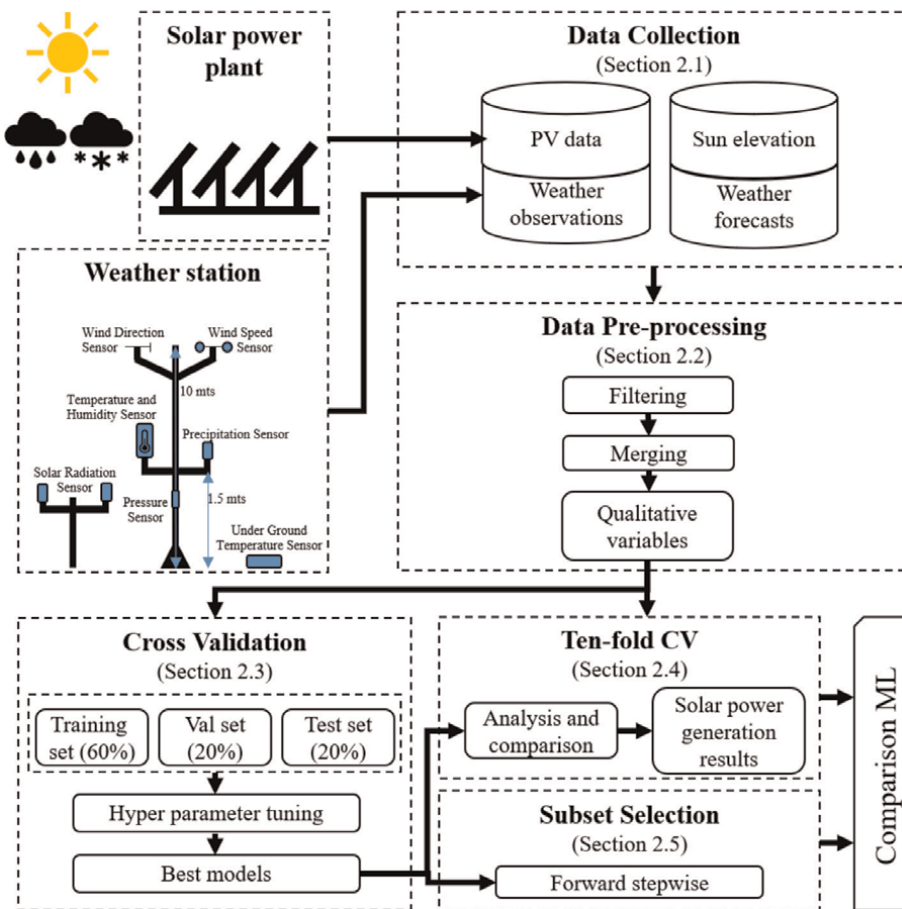 Solar power
plant
Data Collection
(Section 2.1)
PV data
Weather
observations
Sun elevation
Weather
forecasts
Weather station
Wind Direction
Sensor
Wind Speed
Sensor
10 mts
Temperature and
Humidity Sensor
Precipitation Sensor
Solar Radiation
Sensor
Pressure
Sensor
1.5 mts
Under Ground
Temperature Sensor
Data Pre-processing
(Section 2.2)
Filtering
Merging
Qualitative
variables
Cross Validation
(Section 2.3)
Training
set (60%)
Val set
(20%)
Test set
(20%)
Hyper parameter tuning
Best models
Ten-fold CV
(Section 2.4)
Analysis and
comparison
Solar power
generation
results
Subset Selection
(Section 2.5)
Forward stepwise
Comparison ML